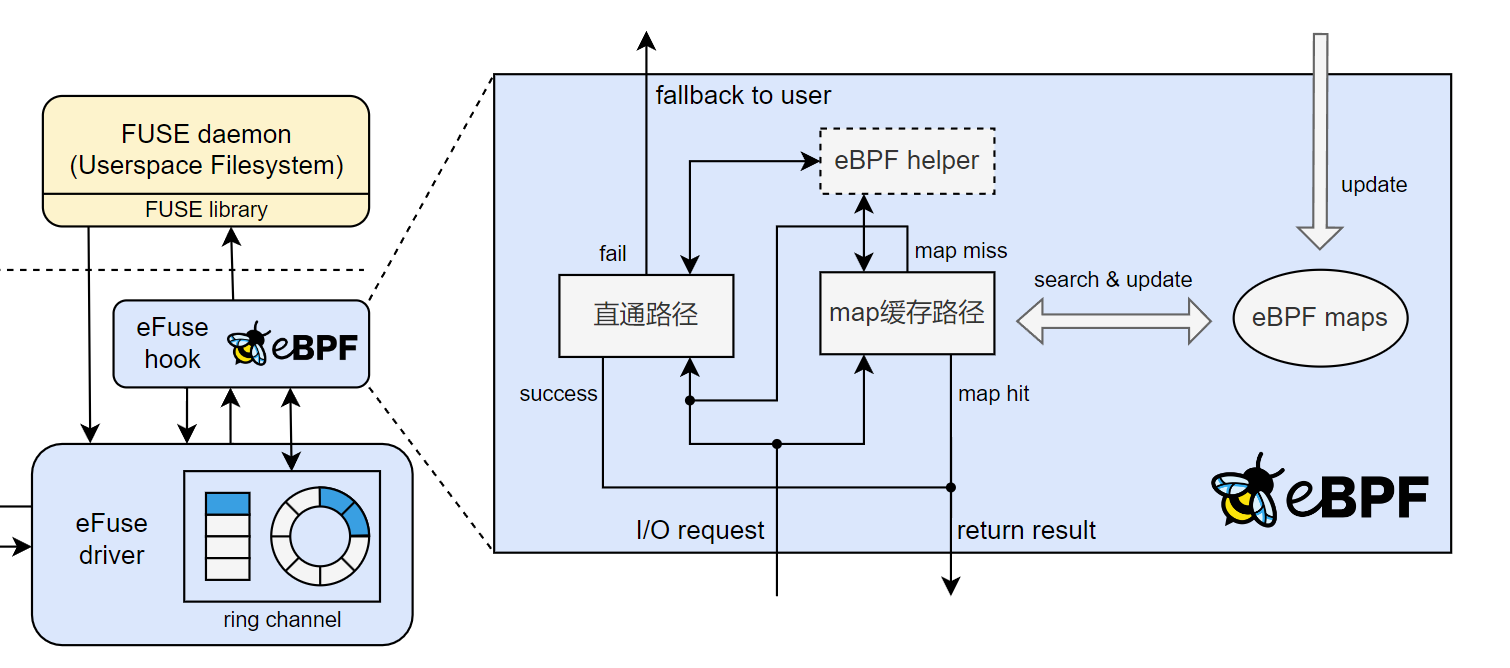 FUSE daemon
(Userspace Filesystem)
FUSE library
eFuse
hook
eBPF
eFuse
driver
ring channel
fallback to user
eBPF helper
update
fail
map miss
search & update
直通路径
map缓存路径
eBPF maps
success
map hit
I/O request
return result
eBPF